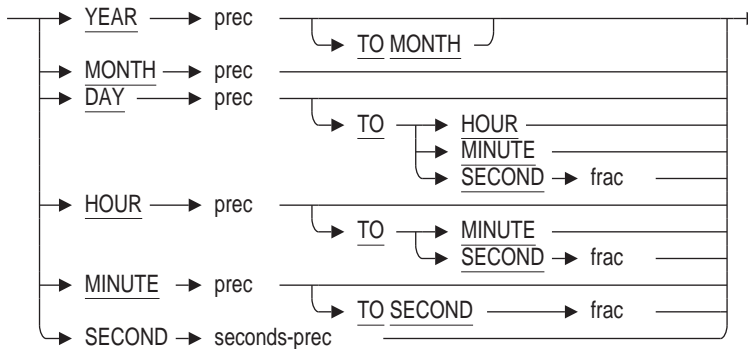 YEAR prec
TO MONTH
MONTH prec
DAY prec
TO HOUR
MINUTE
SECOND frac
HOUR prec
TO MINUTE
SECOND frac
MINUTE prec
TO SECOND frac
SECOND seconds-prec